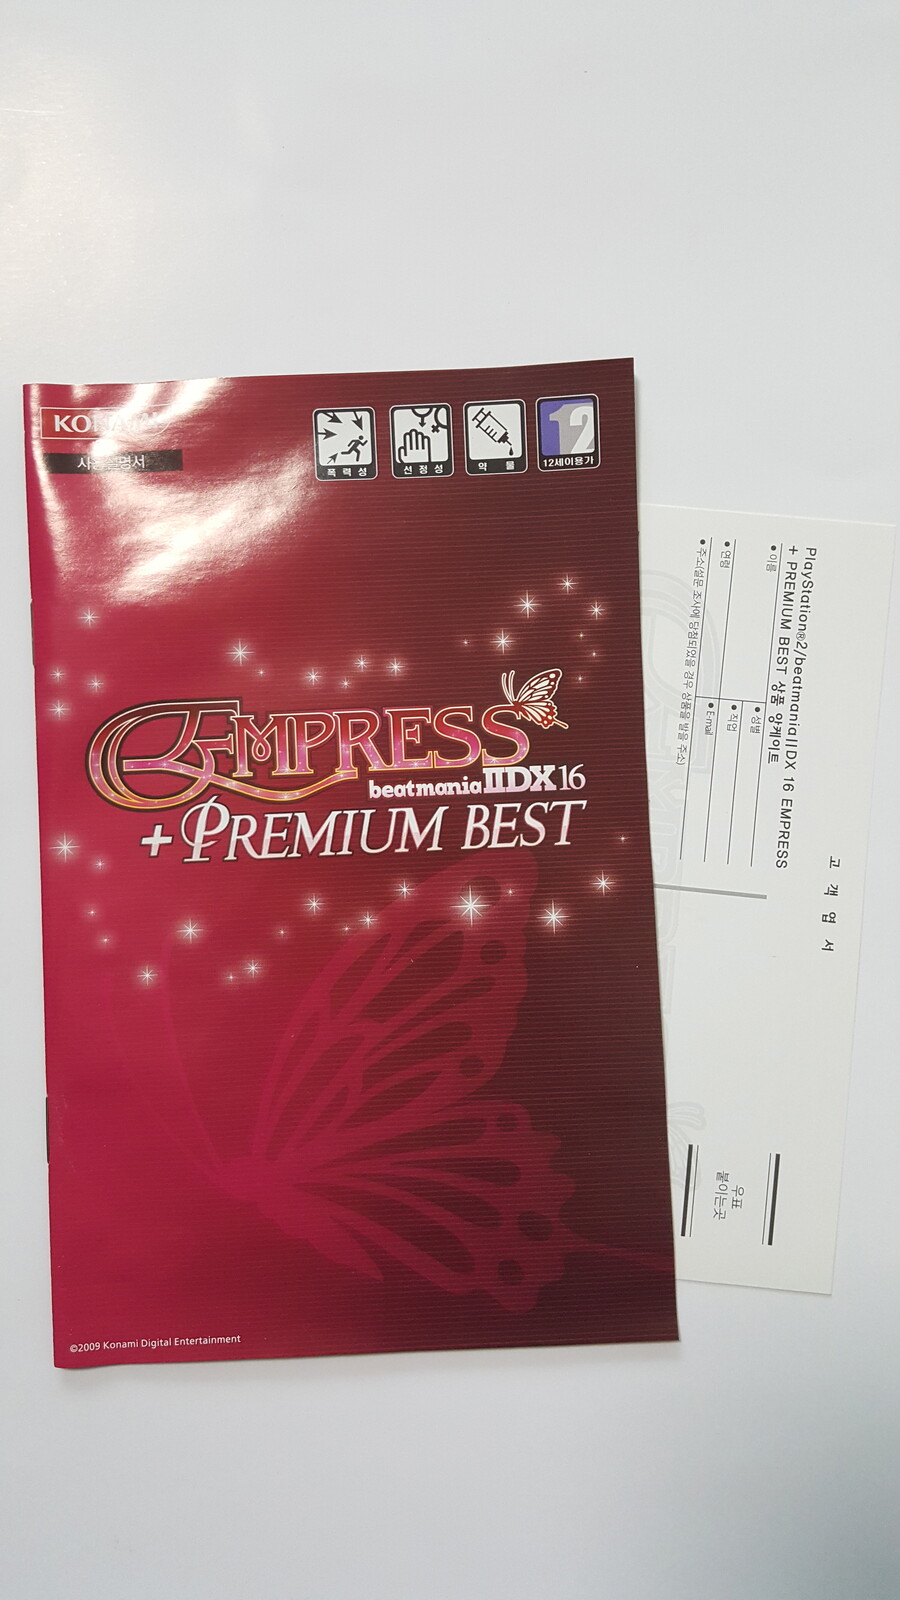 KONAMI
사용설명서
폭력성
선정성
약물
12
12세이용가
EMPRESS
beatmania IIDX 16
+ PREMIUM BEST
©2009 Konami Digital Entertainment
고객엽서
PlayStation®2/beatmania IIDX 16 EMPRESS
+ PREMIUM BEST 상품 앙케이트
●이름
●성별
●연령
●직업
●E-mail
●주소(설문 조사에 당첨되었을 경우 상품을 받을 주소)
우표
붙이는곳